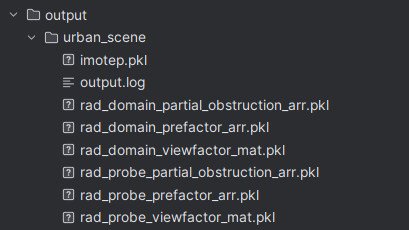 output
urban_scene
imotep.pkl
output.log
rad_domain_partial_obstruction_arr.pkl
rad_domain_prefactor_arr.pkl
rad_domain_viewfactor_mat.pkl
rad_probe_partial_obstruction_arr.pkl
rad_probe_prefactor_arr.pkl
rad_probe_viewfactor_mat.pkl